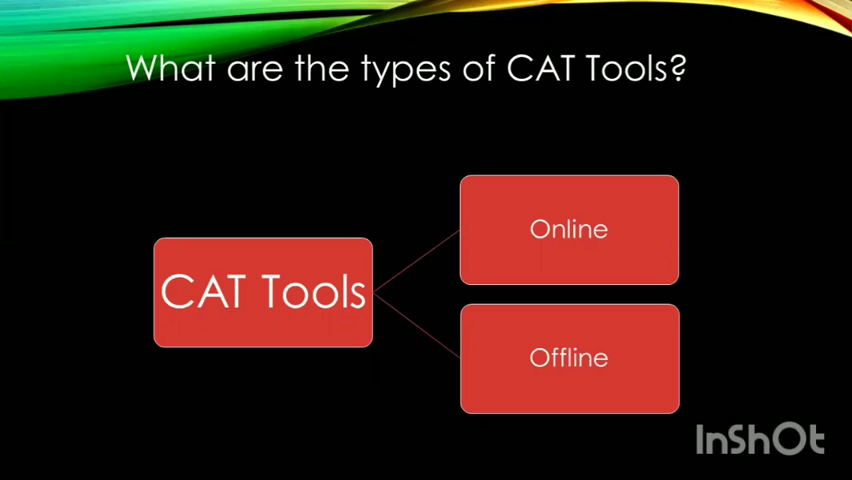 What are the types of CAT Tools?
CAT Tools
Online
Offline
InShOt